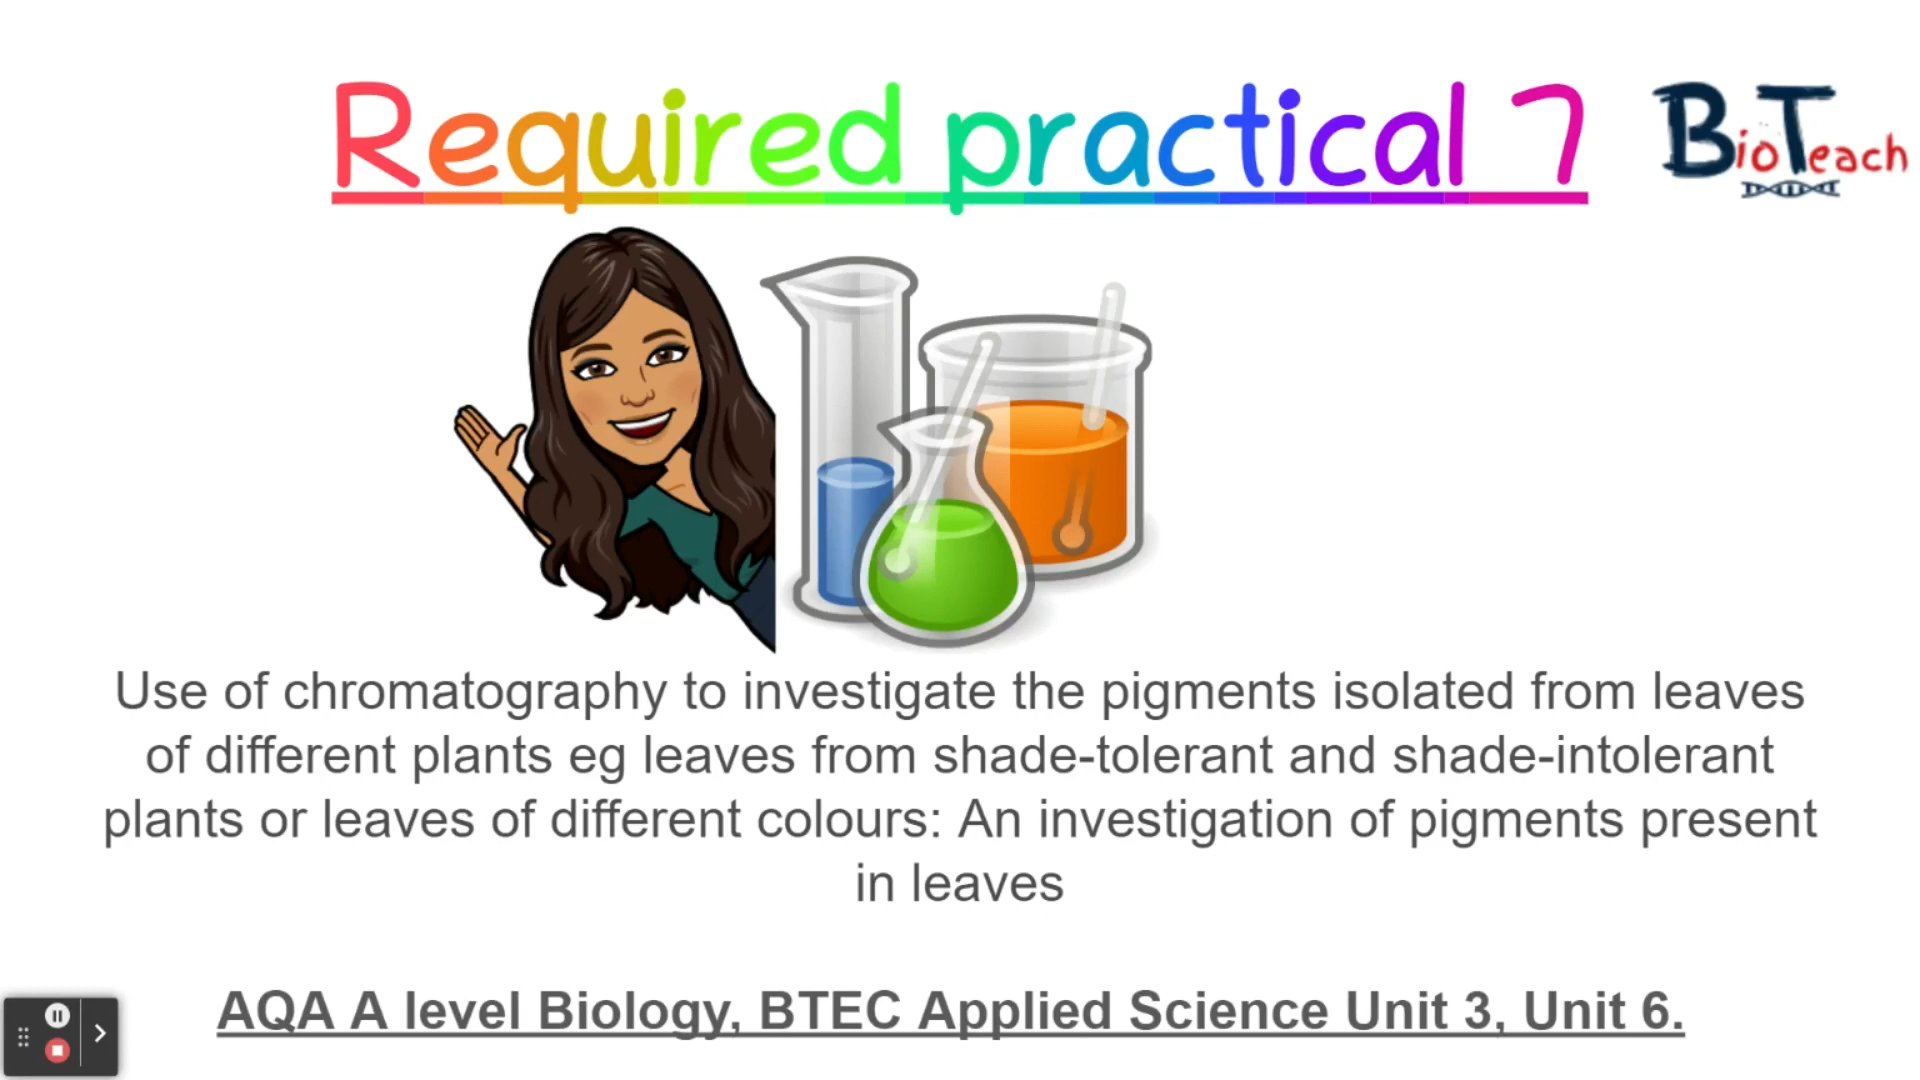 Required practical 7
BioTeach
Use of chromatography to investigate the pigments isolated from leaves
of different plants eg leaves from shade-tolerant and shade-intolerant
plants or leaves of different colours: An investigation of pigments present
in leaves
AQA A level Biology, BTEC Applied Science Unit 3, Unit 6.